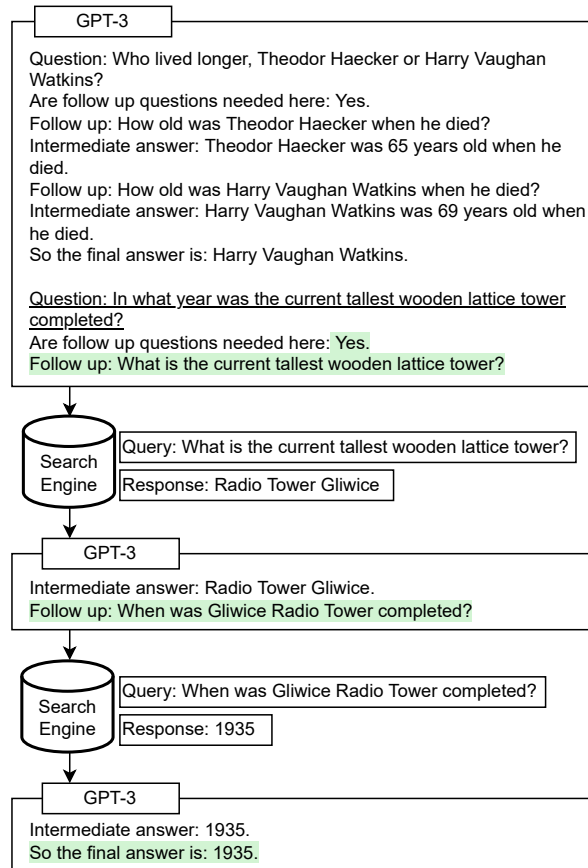 GPT-3
Question: Who lived longer, Theodor Haecker or Harry Vaughan
Watkins?
Are follow up questions needed here: Yes.
Follow up: How old was Theodor Haecker when he died?
Intermediate answer: Theodor Haecker was 65 years old when he
died.
Follow up: How old was Harry Vaughan Watkins when he died?
Intermediate answer: Harry Vaughan Watkins was 69 years old when
he died.
So the final answer is: Harry Vaughan Watkins.
Question: In what year was the current tallest wooden lattice tower
completed?
Are follow up questions needed here: Yes.
Follow up: What is the current tallest wooden lattice tower?
Search
Engine
Query: What is the current tallest wooden lattice tower?
Response: Radio Tower Gliwice
GPT-3
Intermediate answer: Radio Tower Gliwice.
Follow up: When was Gliwice Radio Tower completed?
Search
Engine
Query: When was Gliwice Radio Tower completed?
Response: 1935
GPT-3
Intermediate answer: 1935.
So the final answer is: 1935.